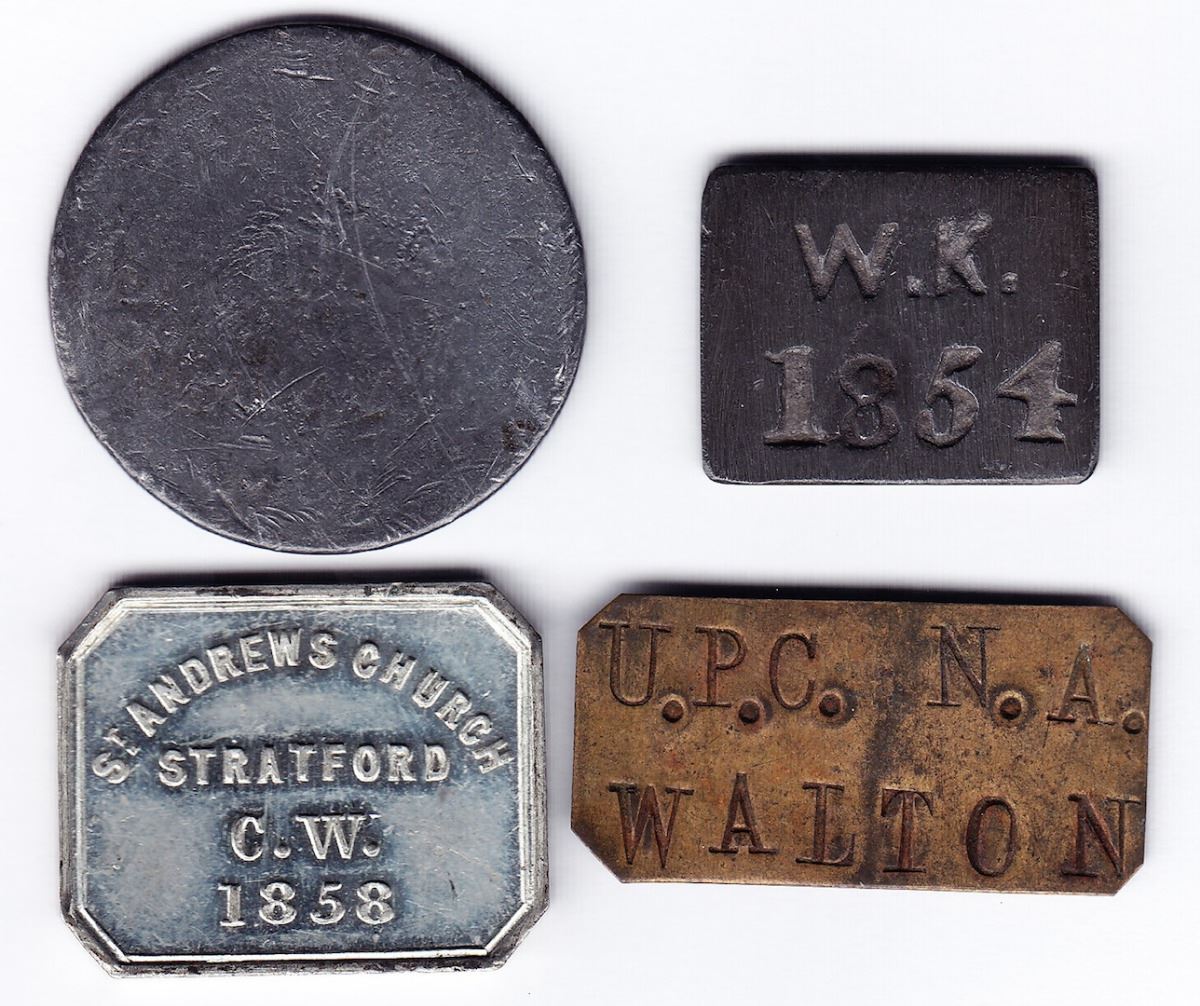 W.K.
1854
ST ANDREWS CHURCH
STRATFORD
C.W.
1858
U.P.C. N.A.
WALTON